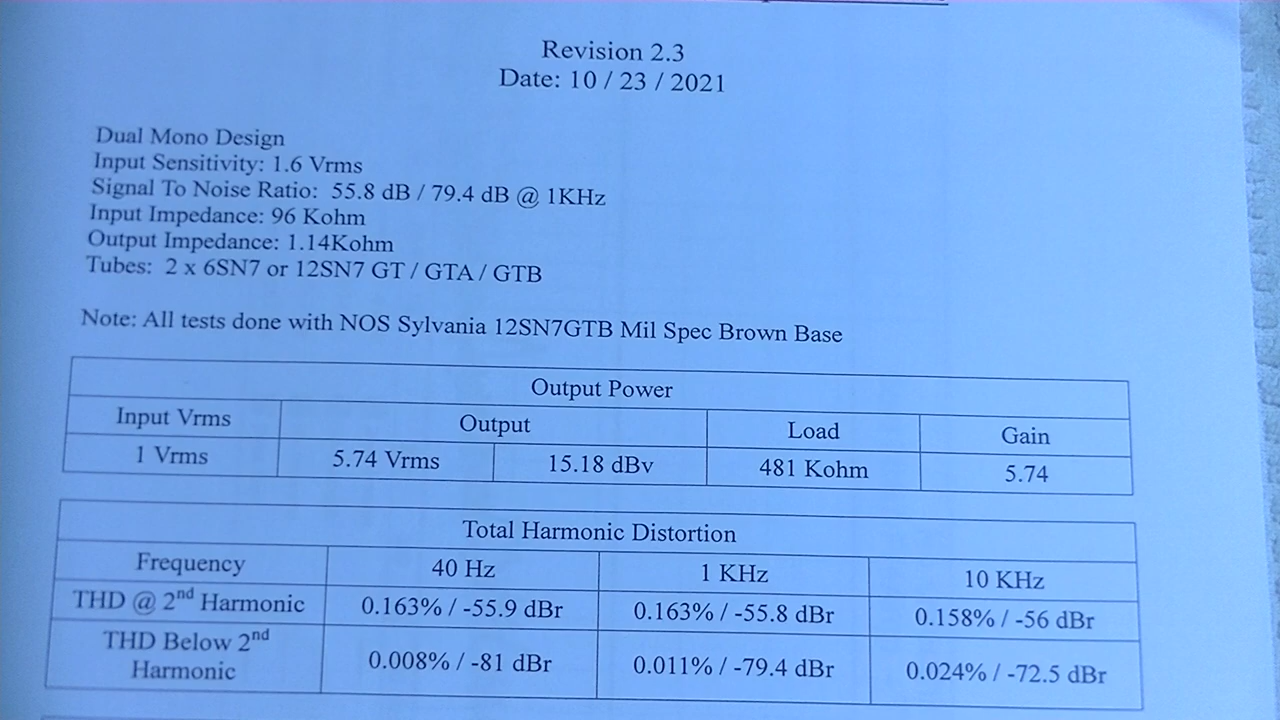 Revision 2.3
Date: 10 / 23 / 2021
Dual Mono Design
Input Sensitivity: 1.6 Vrms
Signal To Noise Ratio: 55.8 dB / 79.4 dB @ 1KHz
Input Impedance: 96 Kohm
Output Impedance: 1.14Kohm
Tubes: 2 x 6SN7 or 12SN7 GT / GTA / GTB
Note: All tests done with NOS Sylvania 12SN7GTB Mil Spec Brown Base
Output Power
Input Vrms Output Load Gain
1 Vrms 5.74 Vrms 15.18 dBv 481 Kohm 5.74
Total Harmonic Distortion
Frequency 40 Hz 1 KHz 10 KHz
THD @ 2nd Harmonic 0.163% / -55.9 dBr 0.163% / -55.8 dBr 0.158% / -56 dBr
THD Below 2nd
Harmonic 0.008% / -81 dBr 0.011% / -79.4 dBr 0.024% / -72.5 dBr